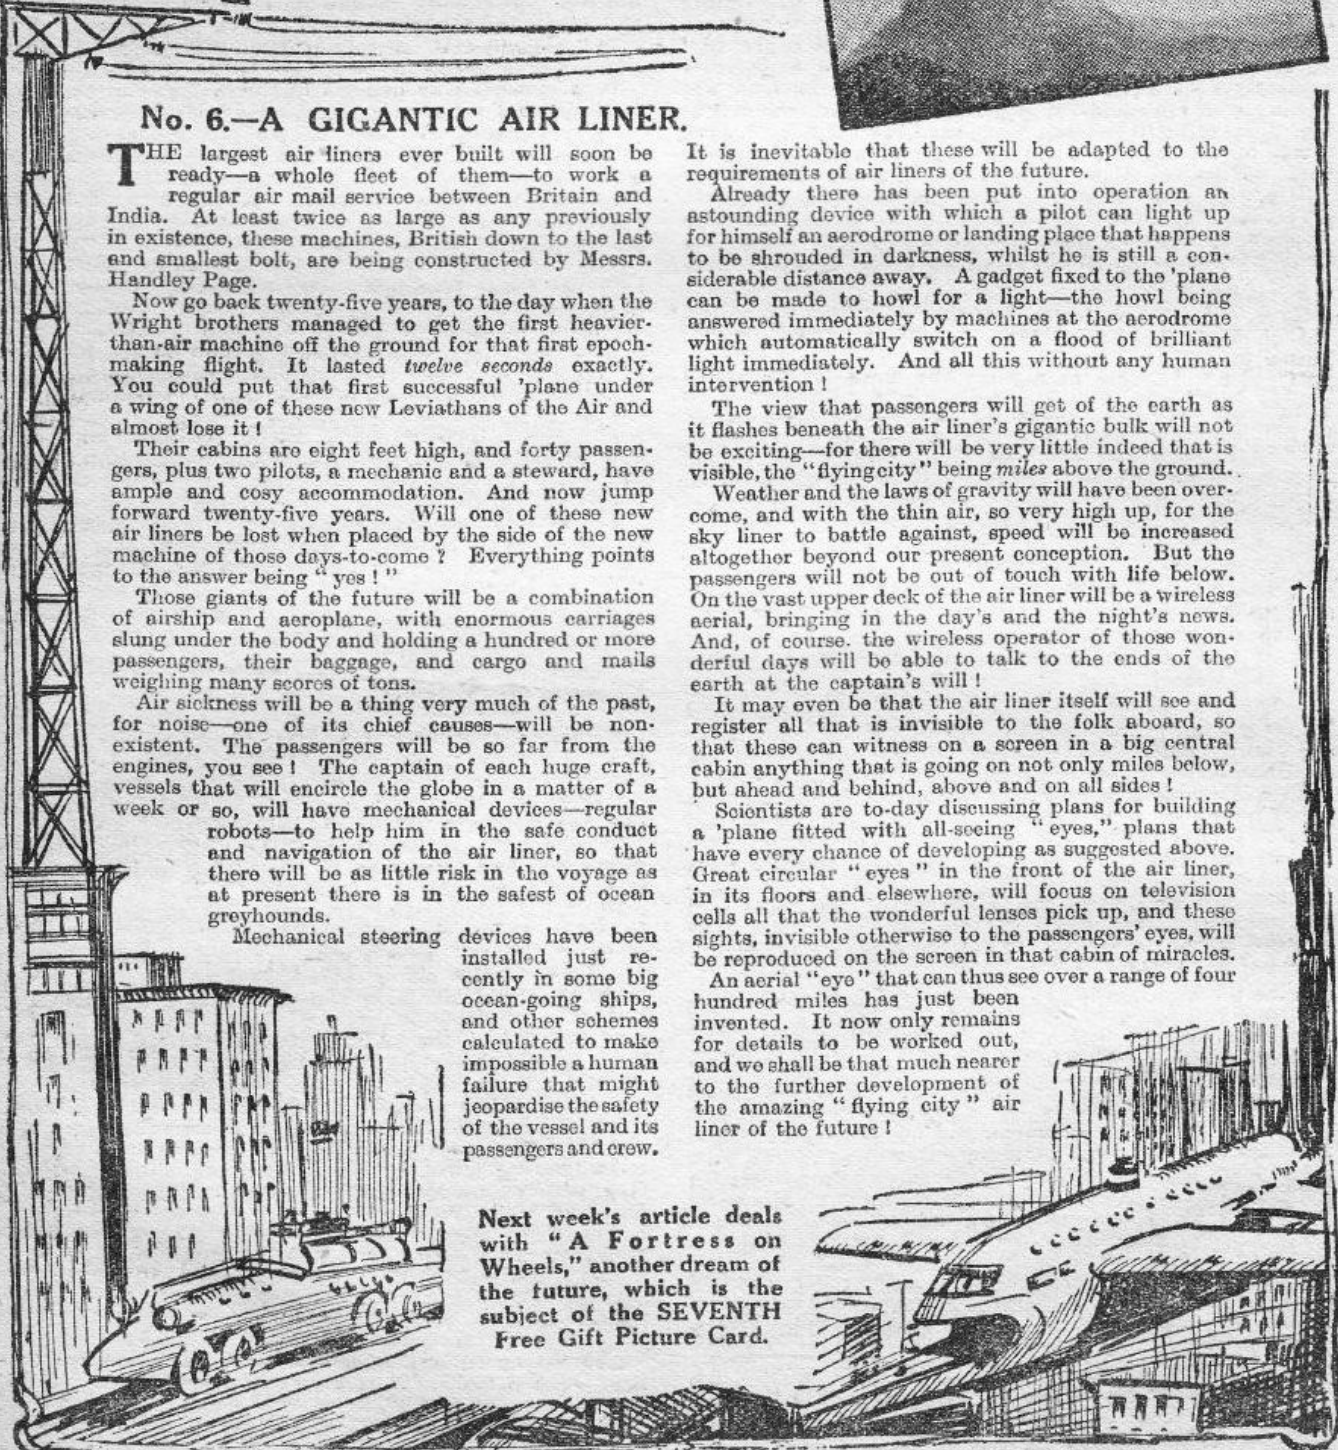 No. 6.—A GIGANTIC AIR LINER.
THE largest air liners ever built will soon be
ready—a whole fleet of them—to work a
regular air mail service between Britain and
India. At least twice as large as any previously
in existence, these machines, British down to the last
and smallest bolt, are being constructed by Messrs.
Handley Page.
Now go back twenty-five years, to the day when the
Wright brothers managed to get the first heavier-
than-air machine off the ground for that first epoch-
making flight. It lasted twelve seconds exactly.
You could put that first successful 'plane under
a wing of one of these new Leviathans of the Air and
almost lose it !
Their cabins are eight feet high, and forty passen-
gers, plus two pilots, a mechanic and a steward, have
ample and cosy accommodation. And now jump
forward twenty-five years. Will one of these new
air liners be lost when placed by the side of the new
machine of those days-to-come ? Everything points
to the answer being " yes ! "
Those giants of the future will be a combination
of airship and aeroplane, with enormous carriages
slung under the body and holding a hundred or more
passengers, their baggage, and cargo and mails
weighing many scores of tons.
Air sickness will be a thing very much of the past,
for noise—one of its chief causes—will be non-
existent. The passengers will be so far from the
engines, you see ! The captain of each huge craft,
vessels that will encircle the globe in a matter of a
week or so, will have mechanical devices—regular
robots—to help him in the safe conduct
and navigation of the air liner, so that
there will be as little risk in the voyage as
at present there is in the safest of ocean
greyhounds.
Mechanical steering devices have been
installed just re-
cently in some big
ocean-going ships,
and other schemes
calculated to make
impossible a human
failure that might
jeopardise the safety
of the vessel and its
passengers and crew.
It is inevitable that these will be adapted to the
requirements of air liners of the future.
Already there has been put into operation an
astounding device with which a pilot can light up
for himself an aerodrome or landing place that happens
to be shrouded in darkness, whilst he is still a con-
siderable distance away. A gadget fixed to the 'plane
can be made to howl for a light—the howl being
answered immediately by machines at the aerodrome
which automatically switch on a flood of brilliant
light immediately. And all this without any human
intervention !
The view that passengers will get of the earth as
it flashes beneath the air liner's gigantic bulk will not
be exciting—for there will be very little indeed that is
visible, the " flying city " being miles above the ground.
Weather and the laws of gravity will have been over-
come, and with the thin air, so very high up, for the
sky liner to battle against, speed will be increased
altogether beyond our present conception. But the
passengers will not be out of touch with life below.
On the vast upper deck of the air liner will be a wireless
aerial, bringing in the day's and the night's news.
And, of course. the wireless operator of those won-
derful days will be able to talk to the ends of the
earth at the captain's will !
It may even be that the air liner itself will see and
register all that is invisible to the folk aboard, so
that these can witness on a screen in a big central
cabin anything that is going on not only miles below,
but ahead and behind, above and on all sides !
Scientists are to-day discussing plans for building
a 'plane fitted with all-seeing " eyes," plans that
have every chance of developing as suggested above.
Great circular " eyes " in the front of the air liner,
in its floors and elsewhere, will focus on television
cells all that the wonderful lenses pick up, and these
sights, invisible otherwise to the passengers' eyes, will
be reproduced on the screen in that cabin of miracles.
An aerial " eye " that can thus see over a range of four
hundred miles has just been
invented. It now only remains
for details to be worked out,
and we shall be that much nearer
to the further development of
the amazing " flying city " air
liner of the future !
Next week's article deals
with " A Fortress on
Wheels," another dream of
the future, which is the
subject of the SEVENTH
Free Gift Picture Card.